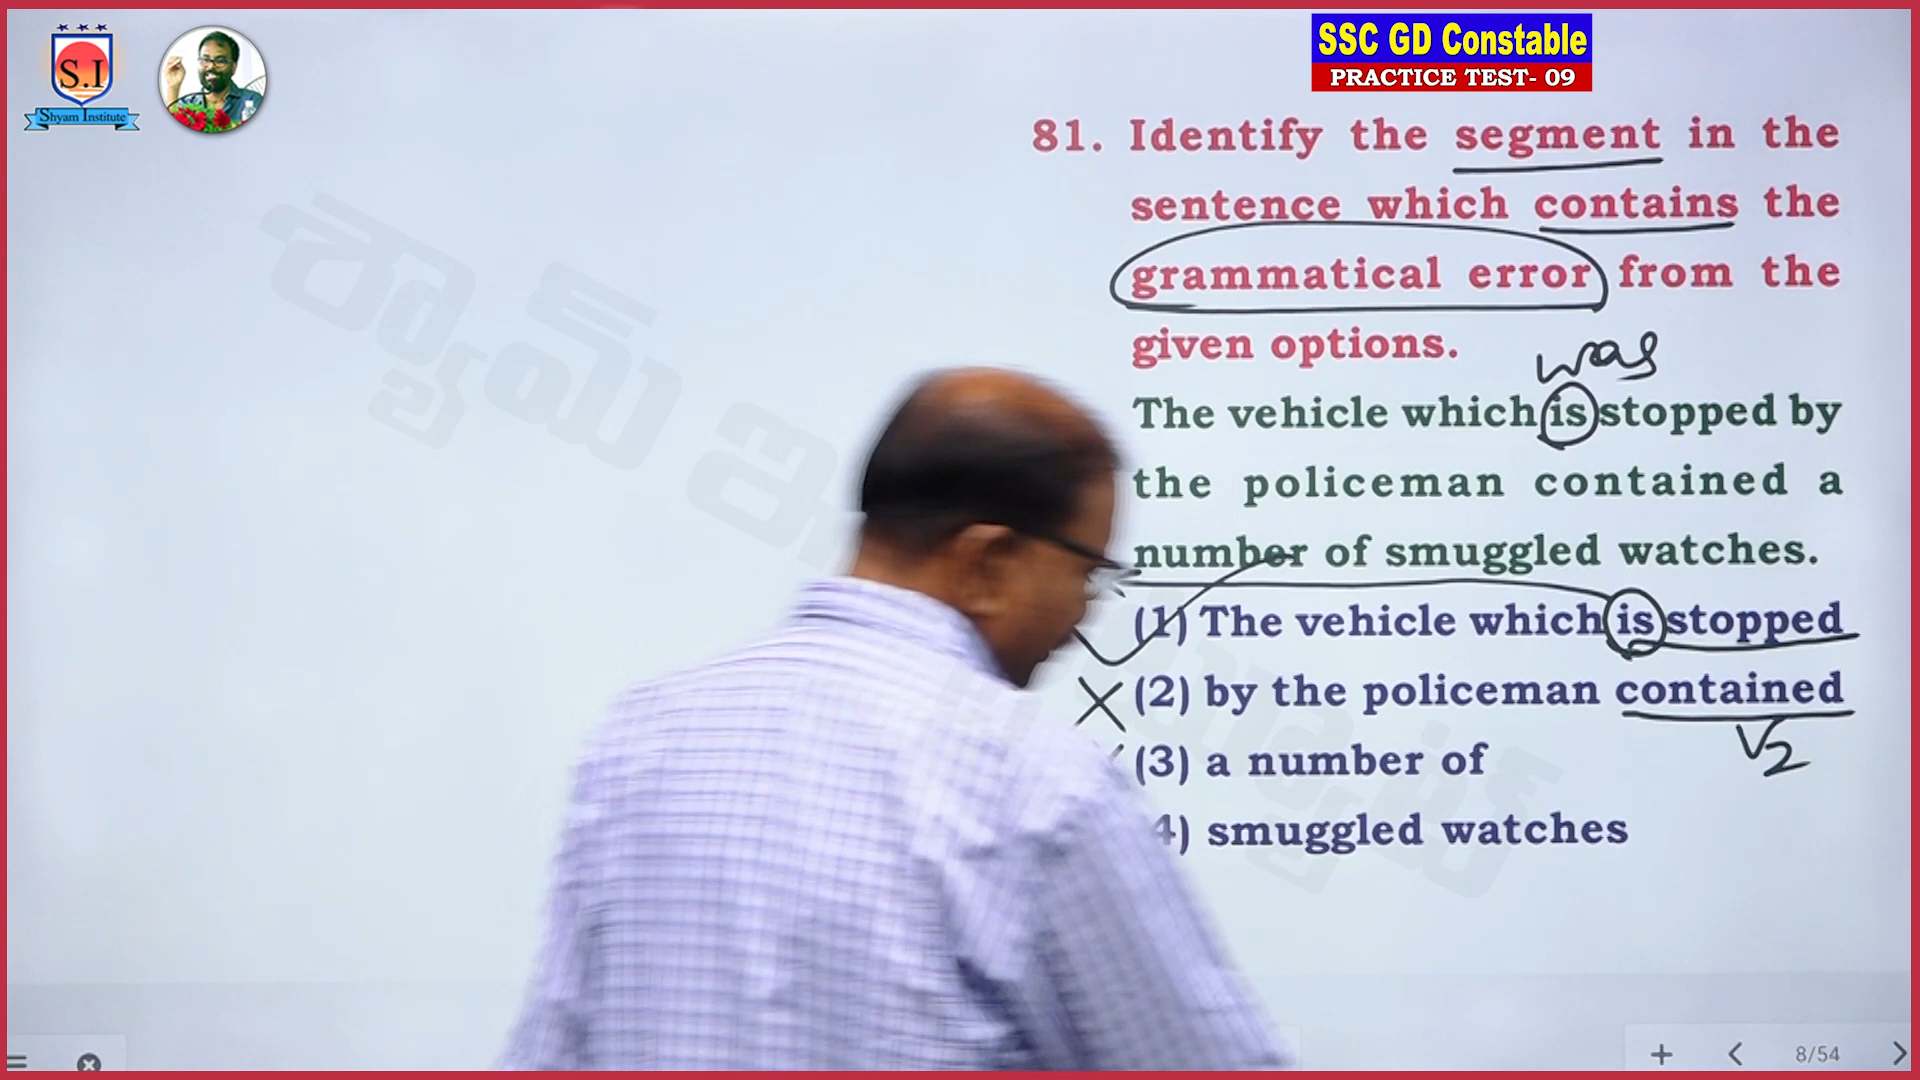 S.I
Shyam Institute
SSC GD Constable
PRACTICE TEST- 09
81. Identify the segment in the
sentence which contains the
grammatical error from the
given options.
was
The vehicle which is stopped by
the policeman contained a
number of smuggled watches.
(1) The vehicle which is stopped
(2) by the policeman contained
V2
(3) a number of
4) smuggled watches
8/54